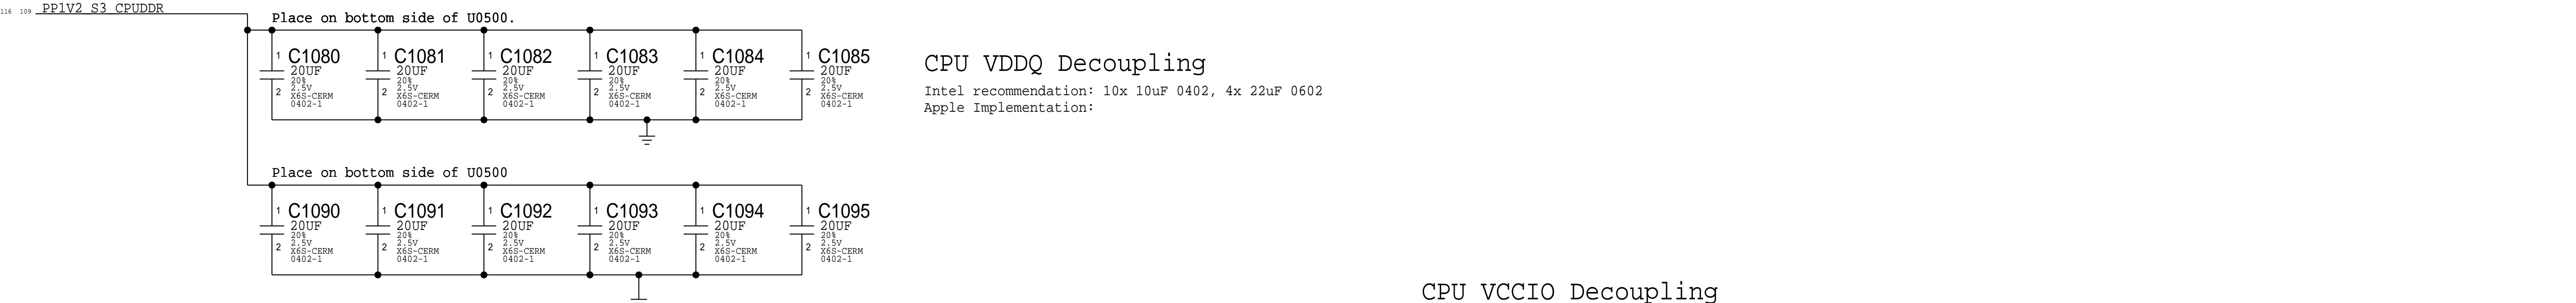 116 109 PP1V2_S3_CPUDDR
Place on bottom side of U0500.
1 C1080 20UF 20% 2.5V X6S-CERM 0402-1 2
1 C1081 20UF 20% 2.5V X6S-CERM 0402-1 2
1 C1082 20UF 20% 2.5V X6S-CERM 0402-1 2
1 C1083 20UF 20% 2.5V X6S-CERM 0402-1 2
1 C1084 20UF 20% 2.5V X6S-CERM 0402-1 2
1 C1085 20UF 20% 2.5V X6S-CERM 0402-1 2
CPU VDDQ Decoupling
Intel recommendation: 10x 10uF 0402, 4x 22uF 0602
Apple Implementation:
Place on bottom side of U0500
1 C1090 20UF 20% 2.5V X6S-CERM 0402-1 2
1 C1091 20UF 20% 2.5V X6S-CERM 0402-1 2
1 C1092 20UF 20% 2.5V X6S-CERM 0402-1 2
1 C1093 20UF 20% 2.5V X6S-CERM 0402-1 2
1 C1094 20UF 20% 2.5V X6S-CERM 0402-1 2
1 C1095 20UF 20% 2.5V X6S-CERM 0402-1 2
CPU VCCIO Decoupling